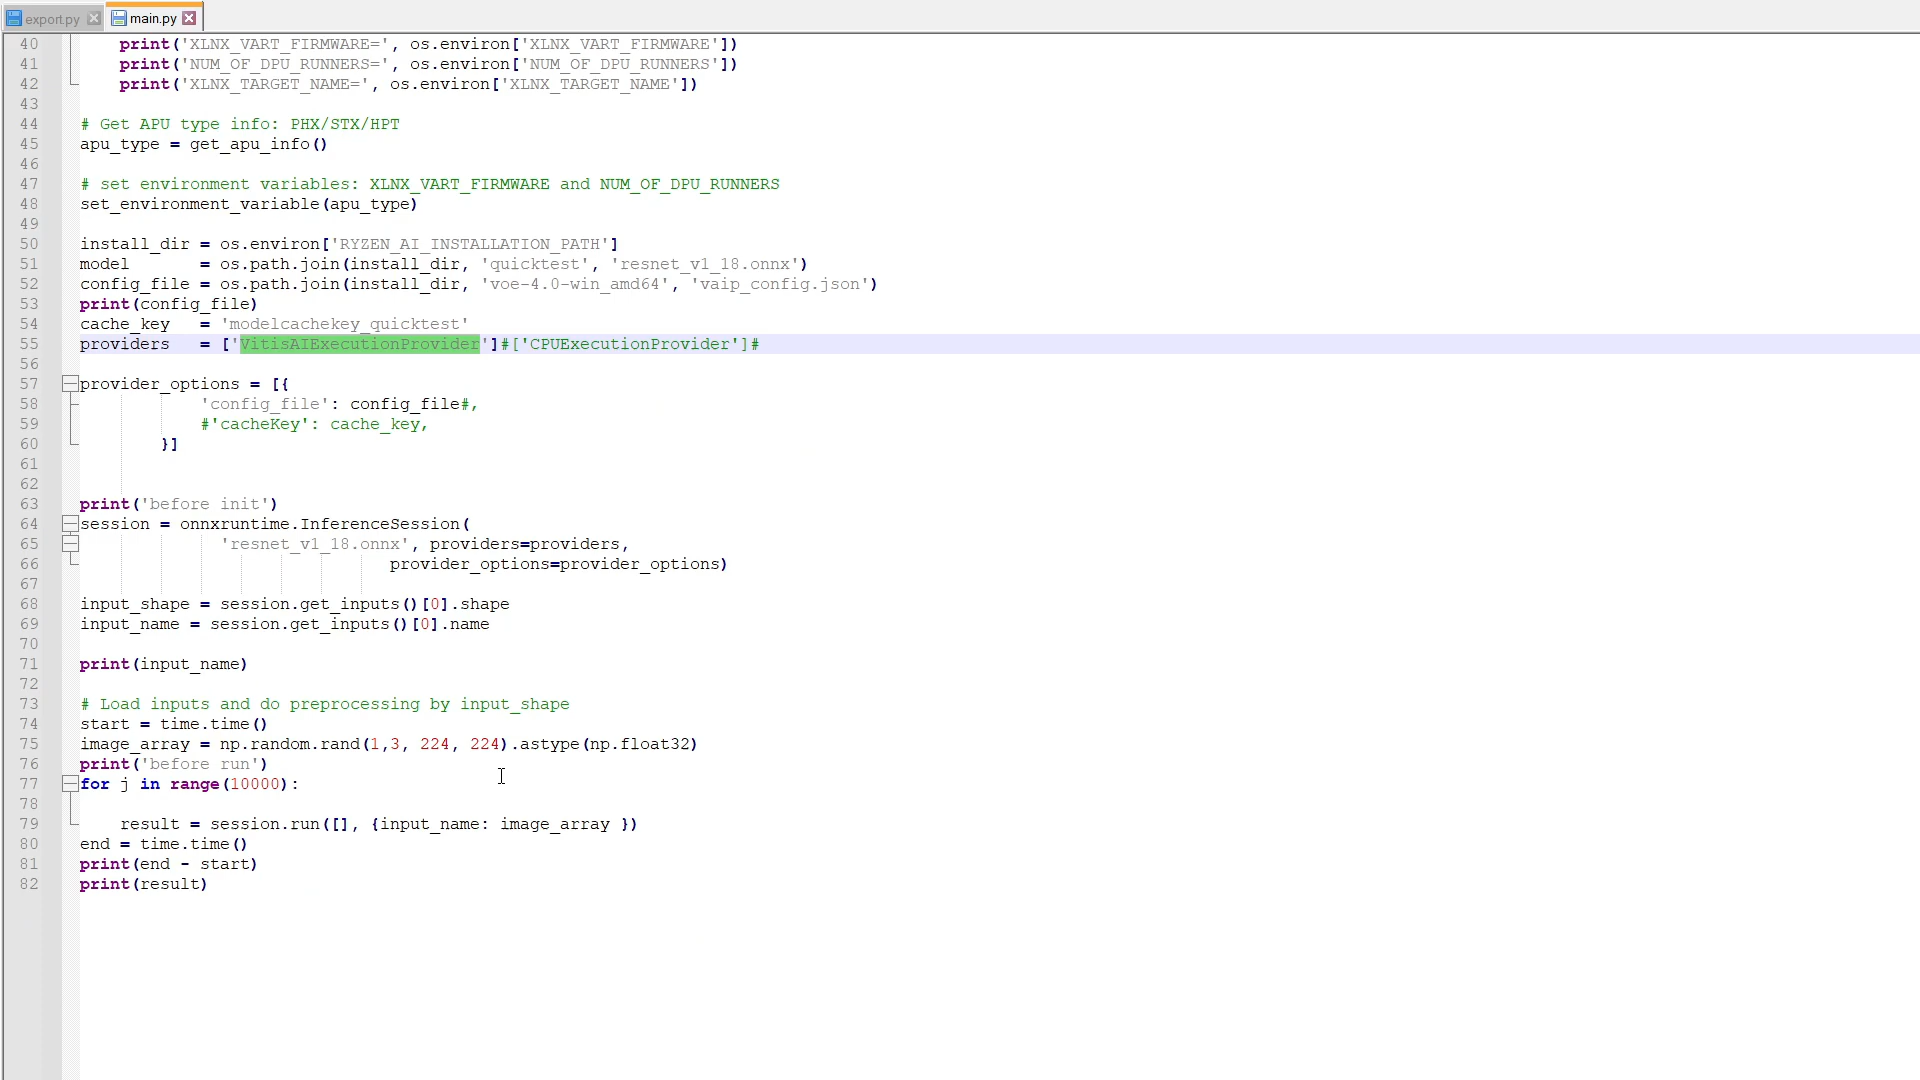 export.py main.py
40 print('XLNX_VART_FIRMWARE=', os.environ['XLNX_VART_FIRMWARE'])
41 print('NUM_OF_DPU_RUNNERS=', os.environ['NUM_OF_DPU_RUNNERS'])
42 print('XLNX_TARGET_NAME=', os.environ['XLNX_TARGET_NAME'])
43
44 # Get APU type info: PHX/STX/HPT
45 apu_type = get_apu_info()
46
47 # set environment variables: XLNX_VART_FIRMWARE and NUM_OF_DPU_RUNNERS
48 set_environment_variable(apu_type)
49
50 install_dir = os.environ['RYZEN_AI_INSTALLATION_PATH']
51 model = os.path.join(install_dir, 'quicktest', 'resnet_v1_18.onnx')
52 config_file = os.path.join(install_dir, 'voe-4.0-win_amd64', 'vaip_config.json')
53 print(config_file)
54 cache_key = 'modelcachekey_quicktest'
55 providers = ['VitisAIExecutionProvider']#['CPUExecutionProvider']#
56
57 provider_options = [{
58 'config_file': config_file#,
59 #'cacheKey': cache_key,
60 }]
61
62
63 print('before init')
64 session = onnxruntime.InferenceSession(
65 'resnet_v1_18.onnx', providers=providers,
66 provider_options=provider_options)
67
68 input_shape = session.get_inputs()[0].shape
69 input_name = session.get_inputs()[0].name
70
71 print(input_name)
72
73 # Load inputs and do preprocessing by input_shape
74 start = time.time()
75 image_array = np.random.rand(1,3, 224, 224).astype(np.float32)
76 print('before run')
77 for j in range(10000):
78
79 result = session.run([], {input_name: image_array })
80 end = time.time()
81 print(end - start)
82 print(result)